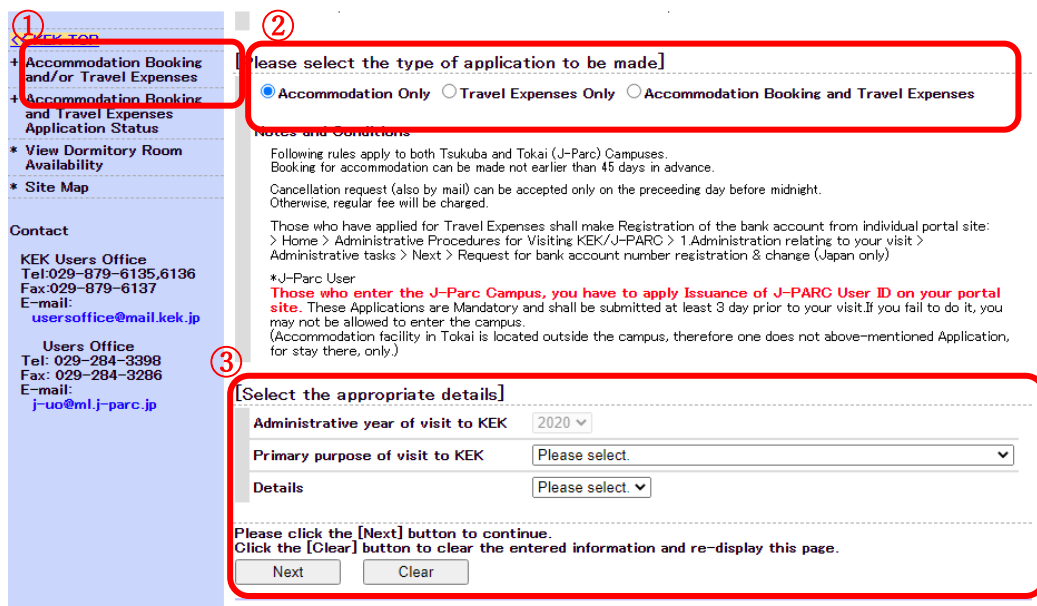 ①
<< KEK TOP
+ Accommodation Booking
and/or Travel Expenses
+ Accommodation Booking
and Travel Expenses
Application Status
* View Dormitory Room
Availability
* Site Map
Contact
KEK Users Office
Tel:029-879-6135,6136
Fax:029-879-6137
E-mail:
usersoffice@mail.kek.jp
Users Office
Tel: 029-284-3398
Fax: 029-284-3286
E-mail:
j-uo@ml.j-parc.jp
②
[Please select the type of application to be made]
Accommodation Only Travel Expenses Only Accommodation Booking and Travel Expenses
Notes and Conditions
Following rules apply to both Tsukuba and Tokai (J-Parc) Campuses.
Booking for accommodation can be made not earlier than 45 days in advance.
Cancellation request (also by mail) can be accepted only on the preceeding day before midnight.
Otherwise, regular fee will be charged.
Those who have applied for Travel Expenses shall make Registration of the bank account from individual portal site:
> Home > Administrative Procedures for Visiting KEK/J-PARC > 1.Administration relating to your visit >
Administrative tasks > Next > Request for bank account number registration & change (Japan only)
*J-Parc User
Those who enter the J-Parc Campus, you have to apply Issuance of J-PARC User ID on your portal
site. These Applications are Mandatory and shall be submitted at least 3 day prior to your visit.If you fail to do it, you
may not be allowed to enter the campus.
(Accommodation facility in Tokai is located outside the campus, therefore one does not above-mentioned Application,
for stay there, only.)
③
[Select the appropriate details]
Administrative year of visit to KEK 2020
Primary purpose of visit to KEK Please select.
Details Please select.
Please click the [Next] button to continue.
Click the [Clear] button to clear the entered information and re-display this page.
Next Clear